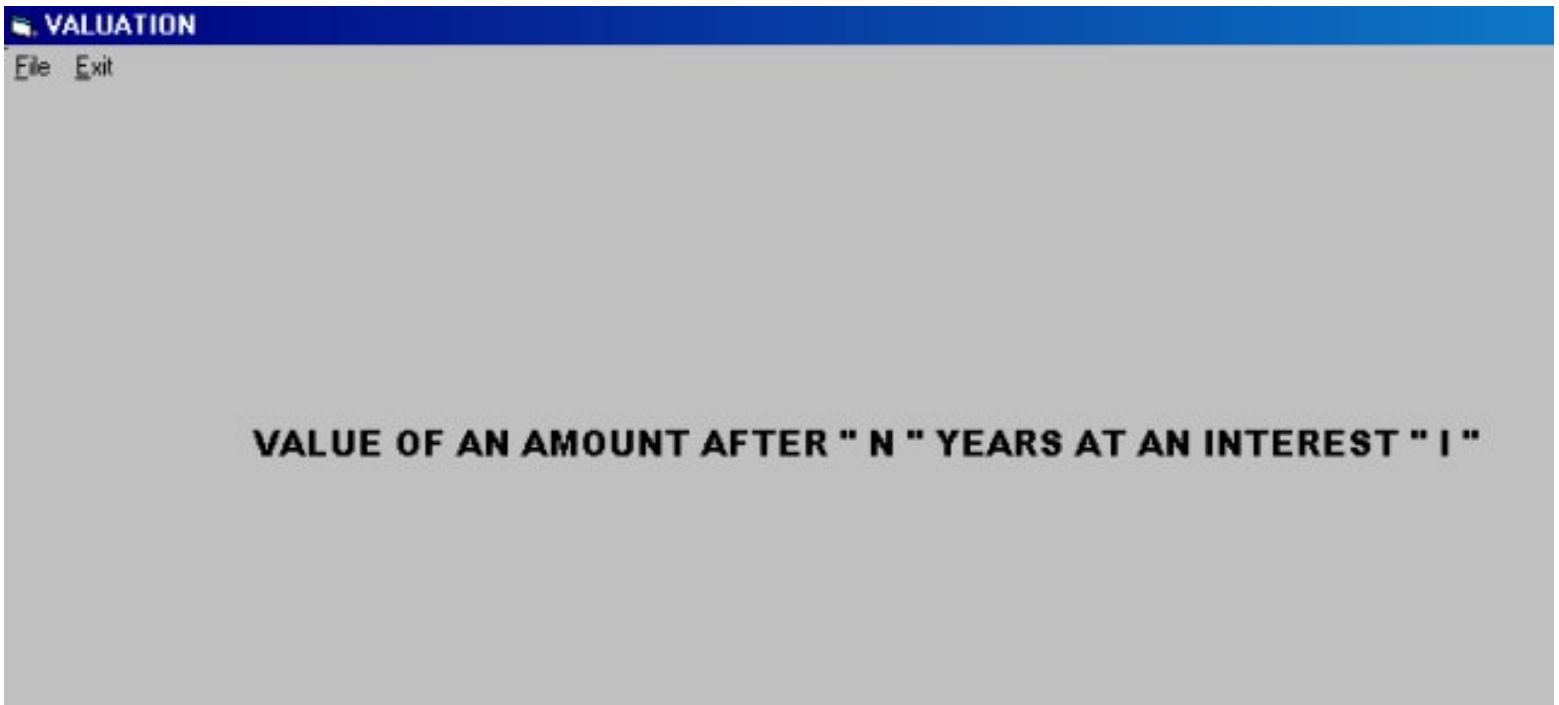 VALUATION
File Exit
VALUE OF AN AMOUNT AFTER " N " YEARS AT AN INTEREST " I "